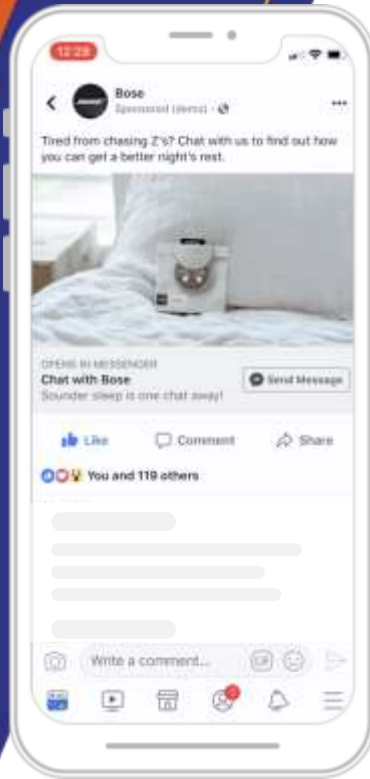 12:29
Bose
Sponsored (demo) ·
Tired from chasing Z's? Chat with us to find out how
you can get a better night's rest.
OPENS IN MESSENGER
Chat with Bose
Sounder sleep is one chat away!
Send Message
Like
Comment
Share
You and 119 others
Write a comment...
GIF